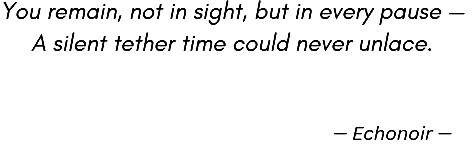 You remain, not in sight, but in every pause —
A silent tether time could never unlace.
— Echonoir —